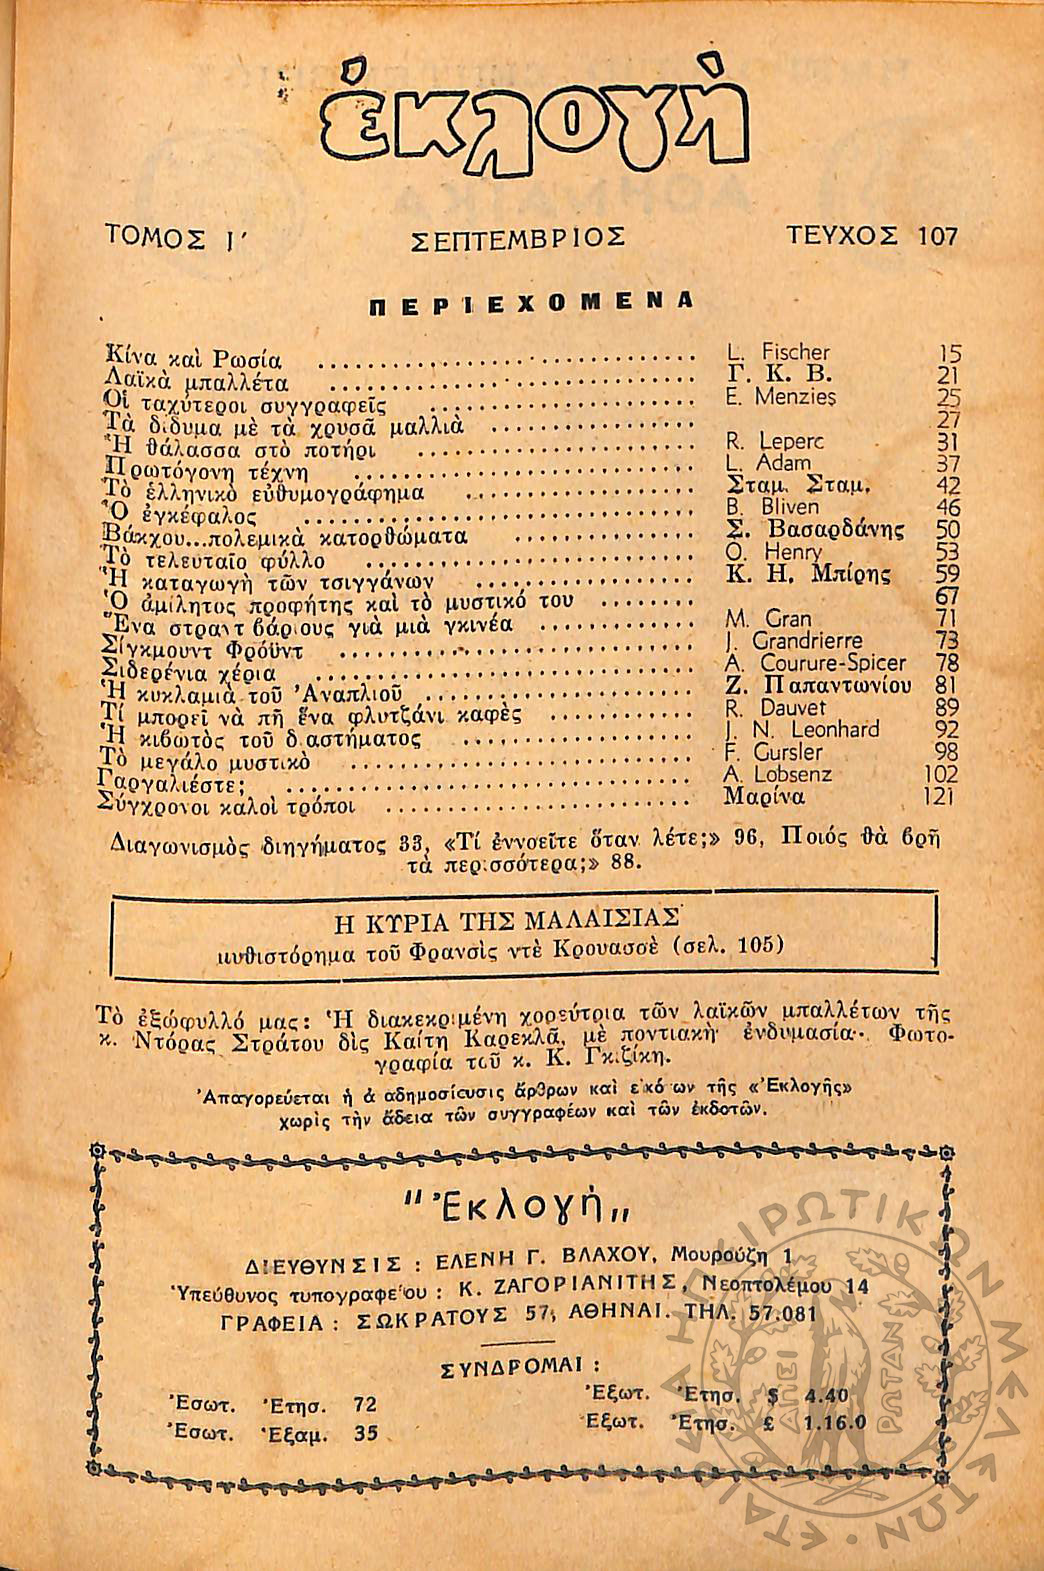 ἐκλογὴ
ΤΟΜΟΣ Ι΄ ΣΕΠΤΕΜΒΡΙΟΣ ΤΕΥΧΟΣ 107
ΠΕΡΙΕΧΟΜΕΝΑ
Κίνα καὶ Ρωσία .......... L. Fischer 15
Λαϊκὰ μπαλλέτα .......... Γ. Κ. Β. 21
Οἱ ταχύτεροι συγγραφεῖς .......... E. Menzies 25
Τὰ δίδυμα μὲ τὰ χρυσᾶ μαλλιὰ .......... 27
Ἡ θάλασσα στὸ ποτήρι .......... R. Leperc 31
Πρωτόγονη τέχνη .......... L. Adam 37
Τὸ ἑλληνικὸ εὐθυμογράφημα .......... Σταμ. Σταμ. 42
Ὁ ἐγκέφαλος .......... B. Bliven 46
Βάκχου...πολεμικὰ κατορθώματα .......... Σ. Βασαρδάνης 50
Τὸ τελευταῖο φύλλο .......... O. Henry 53
Ἡ καταγωγὴ τῶν τσιγγάνων .......... Κ. Η. Μπίρης 59
Ὁ ἀμίλητος προφήτης καὶ τὸ μυστικό του .......... 67
Ἕνα στραντιβάριους γιὰ μιὰ γκινέα .......... M. Gran 71
Σίγκμουντ Φρόϋντ .......... J. Grandrierre 73
Σιδερένια χέρια .......... A. Courure-Spicer 78
Ἡ κυκλαμιὰ τοῦ Ἀναπλιοῦ .......... Ζ. Παπαντωνίου 81
Τί μπορεῖ νὰ πῆ ἕνα φλυτζάνι καφὲς .......... R. Dauvet 89
Ἡ κιβωτὸς τοῦ διαστήματος .......... J. N. Leonhard 92
Τὸ μεγάλο μυστικὸ .......... F. Gursler 98
Γαργαλιέστε; .......... A. Lobsenz 102
Σύγχρονοι καλοὶ τρόποι .......... Μαρίνα 121
Διαγωνισμὸς διηγήματος 33, «Τί ἐννοεῖτε ὅταν λέτε;» 96, Ποιός θὰ βρῆ
τὰ περισσότερα;» 88.
Η ΚΥΡΙΑ ΤΗΣ ΜΑΛΑΙΣΙΑΣ
μυθιστόρημα τοῦ Φρανσὶς ντὲ Κρουασσὲ (σελ. 105)
Τὸ ἐξώφυλλό μας: Ἡ διακεκριμένη χορεύτρια τῶν λαϊκῶν μπαλλέτων τῆς
κ. Ντόρας Στράτου δὶς Καίτη Καρεκλᾶ, μὲ ποντιακὴ ἐνδυμασία. Φωτο-
γραφία τοῦ κ. Κ. Γκιζίκη.
Ἀπαγορεύεται ἡ ἀναδημοσίευσις ἄρθρων καὶ εἰκόνων τῆς «Ἐκλογῆς»
χωρὶς τὴν ἄδεια τῶν συγγραφέων καὶ τῶν ἐκδοτῶν.
"Ἐκλογή„
ΔΙΕΥΘΥΝΣΙΣ : ΕΛΕΝΗ Γ. ΒΛΑΧΟΥ, Μουρούζη 1
Ὑπεύθυνος τυπογραφείου : Κ. ΖΑΓΟΡΙΑΝΙΤΗΣ, Νεοπτολέμου 14
ΓΡΑΦΕΙΑ : ΣΩΚΡΑΤΟΥΣ 57, ΑΘΗΝΑΙ. ΤΗΛ. 57.081
ΣΥΝΔΡΟΜΑΙ :
Ἐσωτ. Ἐτησ. 72 Ἐξωτ. Ἐτησ. $ 4.40
Ἐσωτ. Ἑξαμ. 35 Ἐξωτ. Ἐτησ. £ 1.16.0
ΕΤΑΙΡΕΙΑ ΗΠΕΙΡΩΤΙΚΩΝ ΜΕΛΕΤΩΝ
ΑΠΕΙ ΡΩΤΑΝ